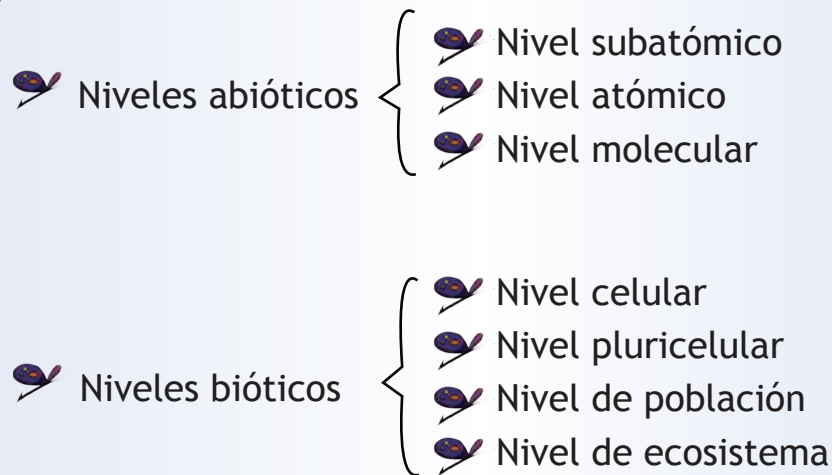 Niveles abióticos
Nivel subatómico
Nivel atómico
Nivel molecular
Niveles bióticos
Nivel celular
Nivel pluricelular
Nivel de población
Nivel de ecosistema